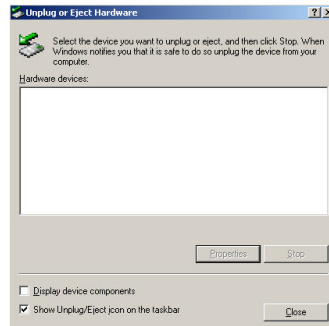 Unplug or Eject Hardware
Select the device you want to unplug or eject, and then click Stop. When
Windows notifies you that it is safe to do so unplug the device from your
computer.
Hardware devices:
Properties
Stop
Display device components
Show Unplug/Eject icon on the taskbar
Close